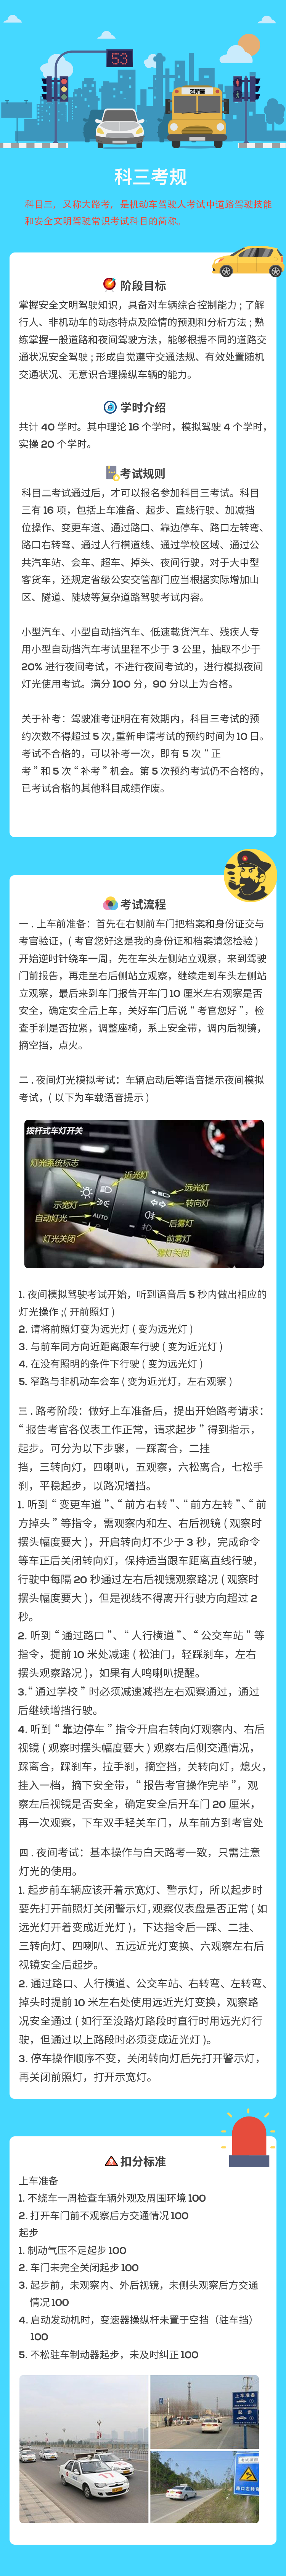 53
校车
科三考规
科目三，又称大路考，是机动车驾驶人考试中道路驾驶技能
和安全文明驾驶常识考试科目的简称。
阶段目标
掌握安全文明驾驶知识，具备对车辆综合控制能力；了解
行人、非机动车的动态特点及险情的预测和分析方法；熟
练掌握一般道路和夜间驾驶方法，能够根据不同的道路交
通状况安全驾驶；形成自觉遵守交通法规、有效处置随机
交通状况、无意识合理操纵车辆的能力。
学时介绍
共计 40 学时。其中理论 16 个学时，模拟驾驶 4 个学时，
实操 20 个学时。
考试规则
科目二考试通过后，才可以报名参加科目三考试。科目
三有 16 项，包括上车准备、起步、直线行驶、加减挡
位操作、变更车道、通过路口、靠边停车、路口左转弯、
路口右转弯、通过人行横道线、通过学校区域、通过公
共汽车站、会车、超车、掉头、夜间行驶，对于大中型
客货车，还规定省级公安交管部门应当根据实际增加山
区、隧道、陡坡等复杂道路驾驶考试内容。
小型汽车、小型自动挡汽车、低速载货汽车、残疾人专
用小型自动挡汽车考试里程不少于 3 公里，抽取不少于
20% 进行夜间考试，不进行夜间考试的，进行模拟夜间
灯光使用考试。满分 100 分，90 分以上为合格。
关于补考：驾驶准考证明在有效期内，科目三考试的预
约次数不得超过 5 次，重新申请考试的预约时间为 10 日。
考试不合格的，可以补考一次，即有 5 次“正
考”和 5 次“补考”机会。第 5 次预约考试仍不合格的，
已考试合格的其他科目成绩作废。
考试流程
一 . 上车前准备：首先在右侧前车门把档案和身份证交与
考官验证，( 考官您好这是我的身份证和档案请您检验 )
开始逆时针绕车一周，先在车头左侧站立观察，来到驾驶
门前报告，再走至右后侧站立观察，继续走到车头左侧站
立观察，最后来到车门报告开车门 10 厘米左右观察是否
安全，确定安全后上车，关好车门后说“考官您好”，检
查手刹是否拉紧，调整座椅，系上安全带，调内后视镜，
摘空挡，点火。
二 . 夜间灯光模拟考试：车辆启动后等语音提示夜间模拟
考试，( 以下为车载语音提示 )
拨杆式车灯开关
灯光系统标志
近光灯
远光灯
示宽灯
转向灯
自动灯光
AUTO
后雾灯
前雾灯
灯光关闭
雾灯关闭
1. 夜间模拟驾驶考试开始，听到语音后 5 秒内做出相应的
灯光操作 ;( 开前照灯 )
2. 请将前照灯变为远光灯 ( 变为远光灯 )
3. 与前车同方向近距离跟车行驶 ( 变为近光灯 )
4. 在没有照明的条件下行驶 ( 变为远光灯 )
5. 窄路与非机动车会车 ( 变为近光灯，左右观察 )
三 . 路考阶段：做好上车准备后，提出开始路考请求：
“报告考官各仪表工作正常，请求起步”得到指示，
起步。可分为以下步骤，一踩离合，二挂
挡，三转向灯，四喇叭，五观察，六松离合，七松手
刹，平稳起步，以路况增挡。
1. 听到“变更车道”、“前方右转”、“前方左转”、“前
方掉头”等指令，需观察内和左、右后视镜 ( 观察时
摆头幅度要大 )，开启转向灯不少于 3 秒，完成命令
等车正后关闭转向灯，保持适当跟车距离直线行驶，
行驶中每隔 20 秒通过左右后视镜观察路况 ( 观察时
摆头幅度要大 )，但是视线不得离开行驶方向超过 2
秒。
2. 听到“通过路口”、“人行横道”、“公交车站”等
指令，提前 10 米处减速 ( 松油门，轻踩刹车，左右
摆头观察路况 )，如果有人鸣喇叭提醒。
3.“通过学校”时必须减速减挡左右观察通过，通过
后继续增挡行驶。
4. 听到“靠边停车”指令开启右转向灯观察内、右后
视镜 ( 观察时摆头幅度要大 ) 观察右后侧交通情况，
踩离合，踩刹车，拉手刹，摘空挡，关转向灯，熄火，
挂入一档，摘下安全带，“报告考官操作完毕”，观
察左后视镜是否安全，确定安全后开车门 20 厘米，
再一次观察，下车双手轻关车门，从车前方到考官处
四 . 夜间考试：基本操作与白天路考一致，只需注意
灯光的使用。
1. 起步前车辆应该开着示宽灯、警示灯，所以起步时
要先打开前照灯关闭警示灯，观察仪表盘是否正常 ( 如
远光灯开着变成近光灯 )，下达指令后一踩、二挂、
三转向灯、四喇叭、五远近光灯变换、六观察左右后
视镜安全后起步。
2. 通过路口、人行横道、公交车站、右转弯、左转弯、
掉头时提前 10 米左右处使用远近光灯变换，观察路
况安全通过 ( 如行至没路灯路段时直行时用远光灯行
驶，但通过以上路段时必须变成近光灯 )。
3. 停车操作顺序不变，关闭转向灯后先打开警示灯，
再关闭前照灯，打开示宽灯。
扣分标准
上车准备
1. 不绕车一周检查车辆外观及周围环境 100
2. 打开车门前不观察后方交通情况 100
起步
1. 制动气压不足起步 100
2. 车门未完全关闭起步 100
3. 起步前，未观察内、外后视镜，未侧头观察后方交通
情况 100
4. 启动发动机时，变速器操纵杆未置于空挡（驻车挡）
100
5. 不松驻车制动器起步，未及时纠正 100
上车准备
起 步
路口左转